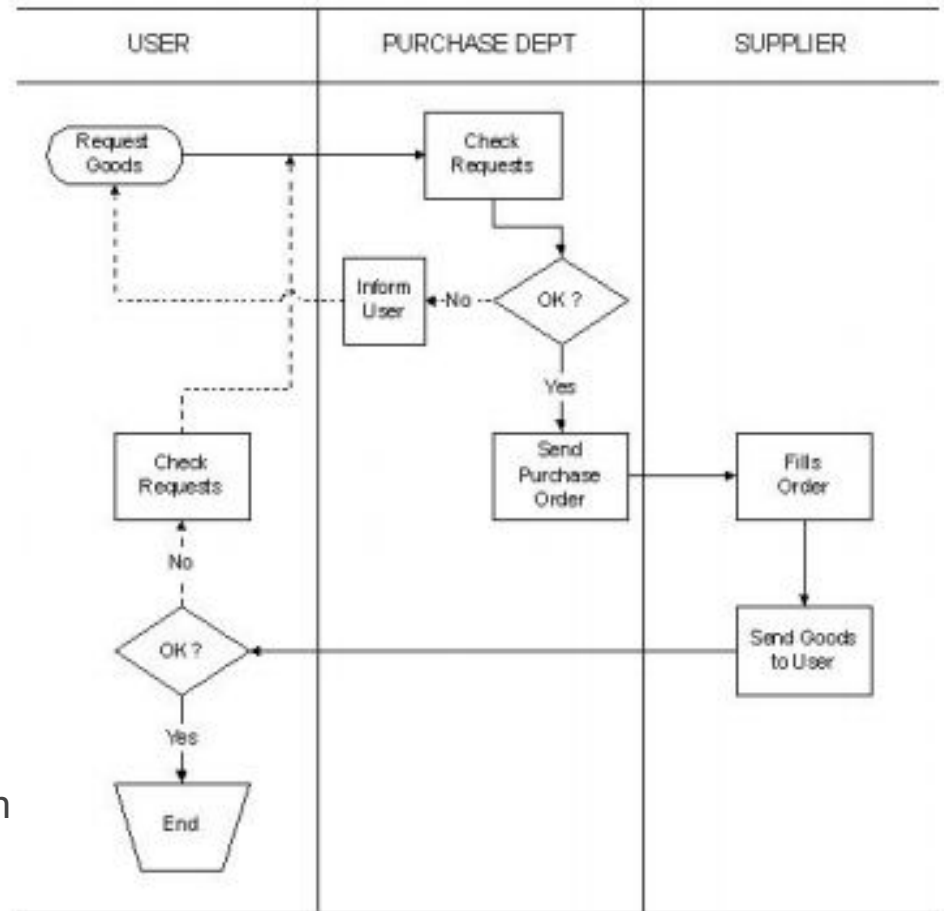 USER
PURCHASE DEPT
SUPPLIER
Request
Goods
Check
Requests
Inform
User
No
OK ?
Yes
Send
Purchase
Order
Fills
Order
Check
Requests
No
OK ?
Send Goods
to User
Yes
End